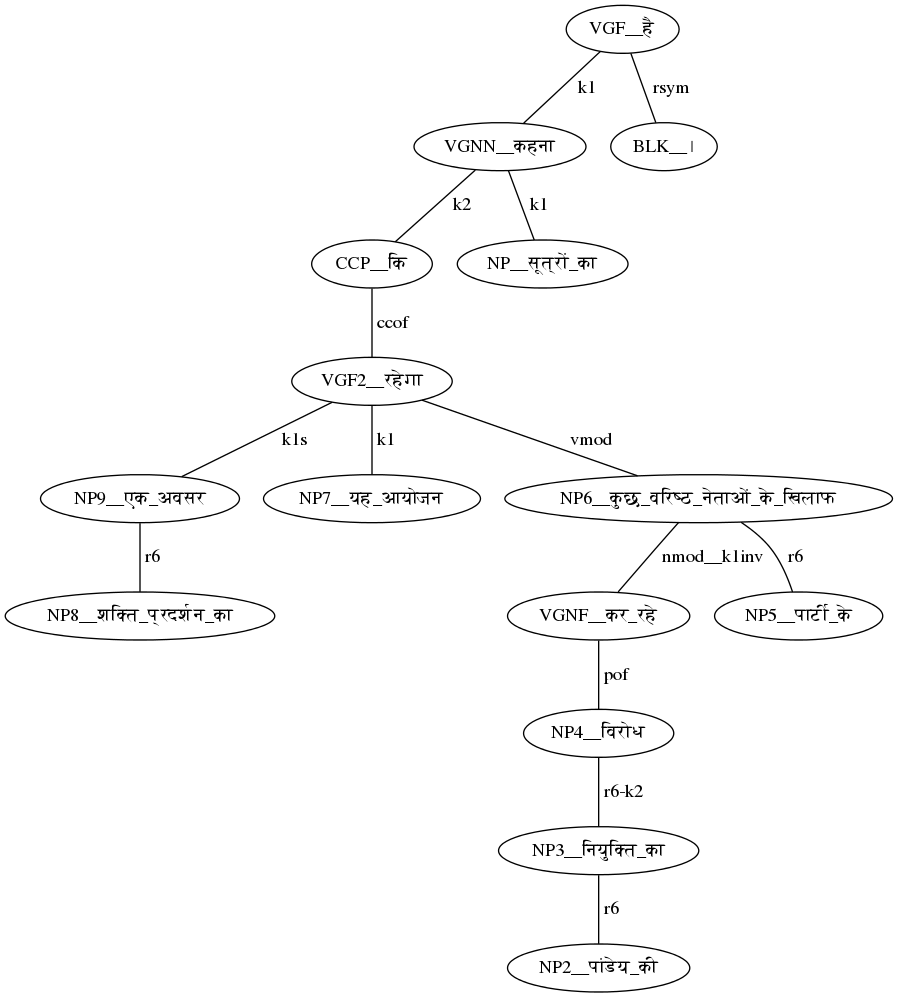 VGF__है
k1 rsym
VGNN__कहना BLK__।
k2 k1
CCP__कि NP__सूत्रों_का
ccof
VGF2__रहेगा
k1s k1 vmod
NP9__एक_अवसर NP7__यह_आयोजन NP6__कुछ_वरिष्ठ_नेताओं_के_खिलाफ
r6 nmod__k1inv r6
NP8__शक्ति_प्रदर्शन_का VGNF__कर_रहे NP5__पार्टी_के
pof
NP4__विरोध
r6-k2
NP3__नियुक्ति_का
r6
NP2__पांडेय_की